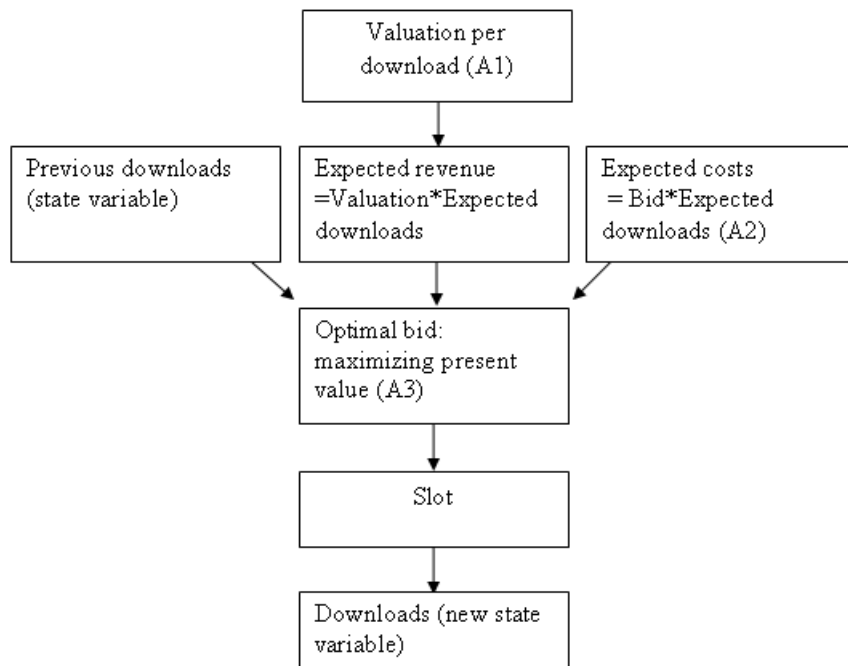 Valuation per
download (A1)
Previous downloads
(state variable)
Expected revenue
=Valuation*Expected
downloads
Expected costs
= Bid*Expected
downloads (A2)
Optimal bid:
maximizing present
value (A3)
Slot
Downloads (new state
variable)